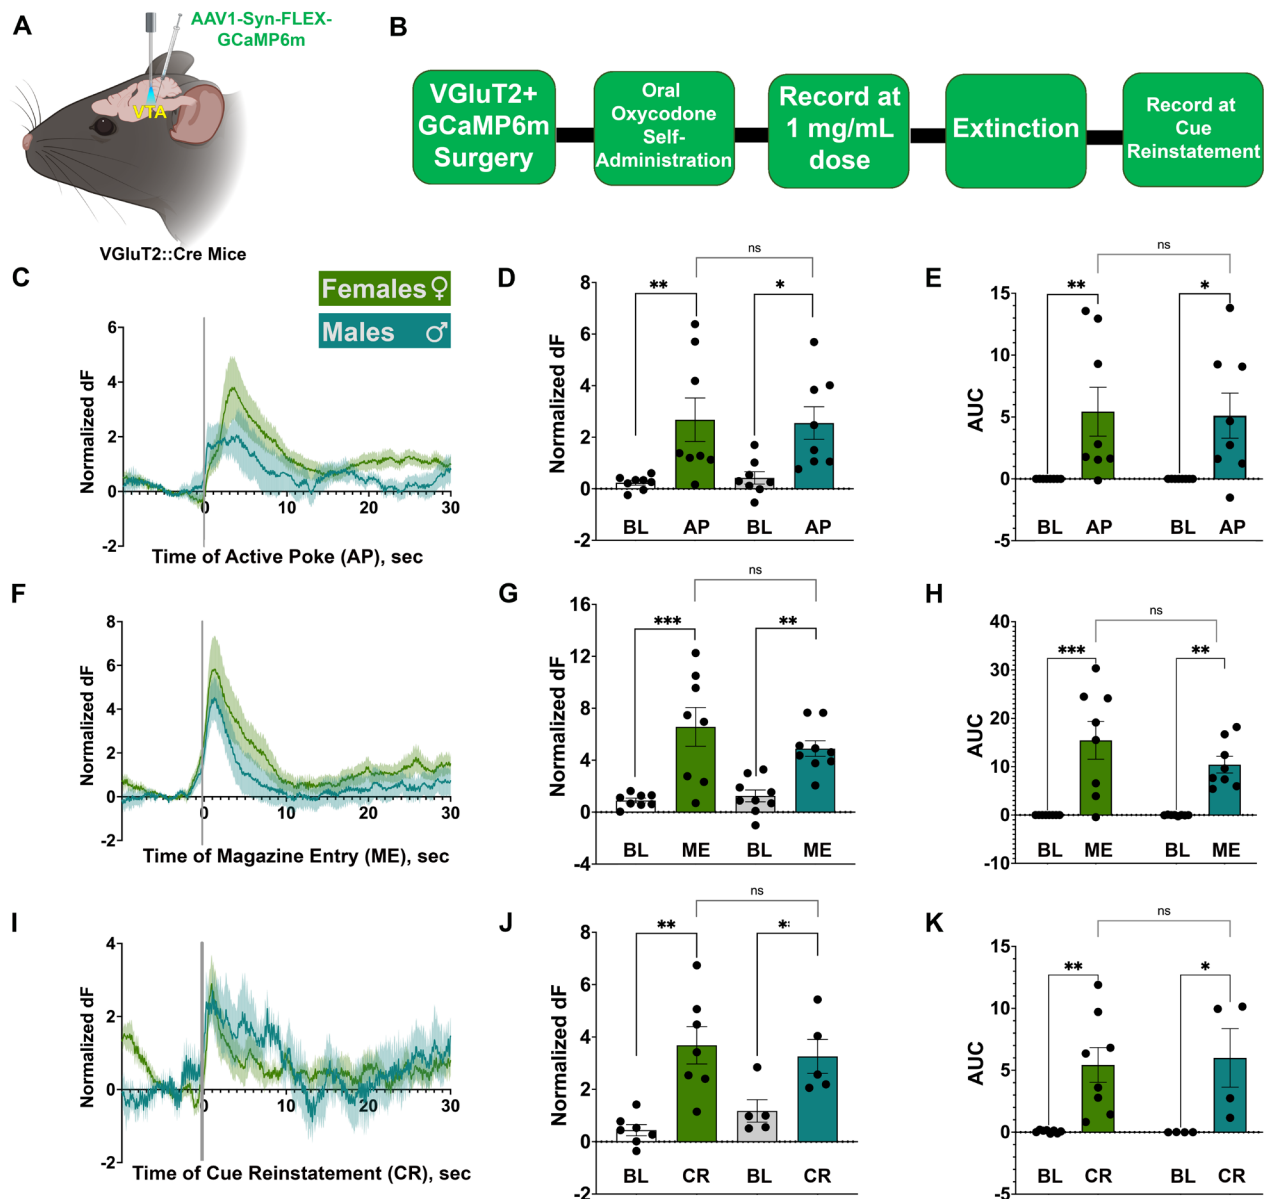 A
AAV1-Syn-FLEX-
GCaMP6m
VTA
VGluT2::Cre Mice
B
VGluT2+
GCaMP6m
Surgery
Oral
Oxycodone
Self-
Administration
Record at
1 mg/mL
dose
Extinction
Record at
Cue
Reinstatement
C
Females ♀
Males ♂
Normalized dF
6
4
2
0
-2
0 10 20 30
Time of Active Poke (AP), sec
D
Normalized dF
8
6
4
2
0
-2
ns
** *
BL AP BL AP
E
AUC
15
10
5
0
-5
ns
** *
BL AP BL AP
F
Normalized dF
8
6
4
2
0
-2
0 10 20 30
Time of Magazine Entry (ME), sec
G
Normalized dF
16
12
8
4
0
-4
ns
*** **
BL ME BL ME
H
AUC
40
30
20
10
0
-10
ns
*** **
BL ME BL ME
I
Normalized dF
4
2
0
-2
0 10 20 30
Time of Cue Reinstatement (CR), sec
J
Normalized dF
8
6
4
2
0
-2
ns
** *
BL CR BL CR
K
AUC
15
10
5
0
-5
ns
** *
BL CR BL CR